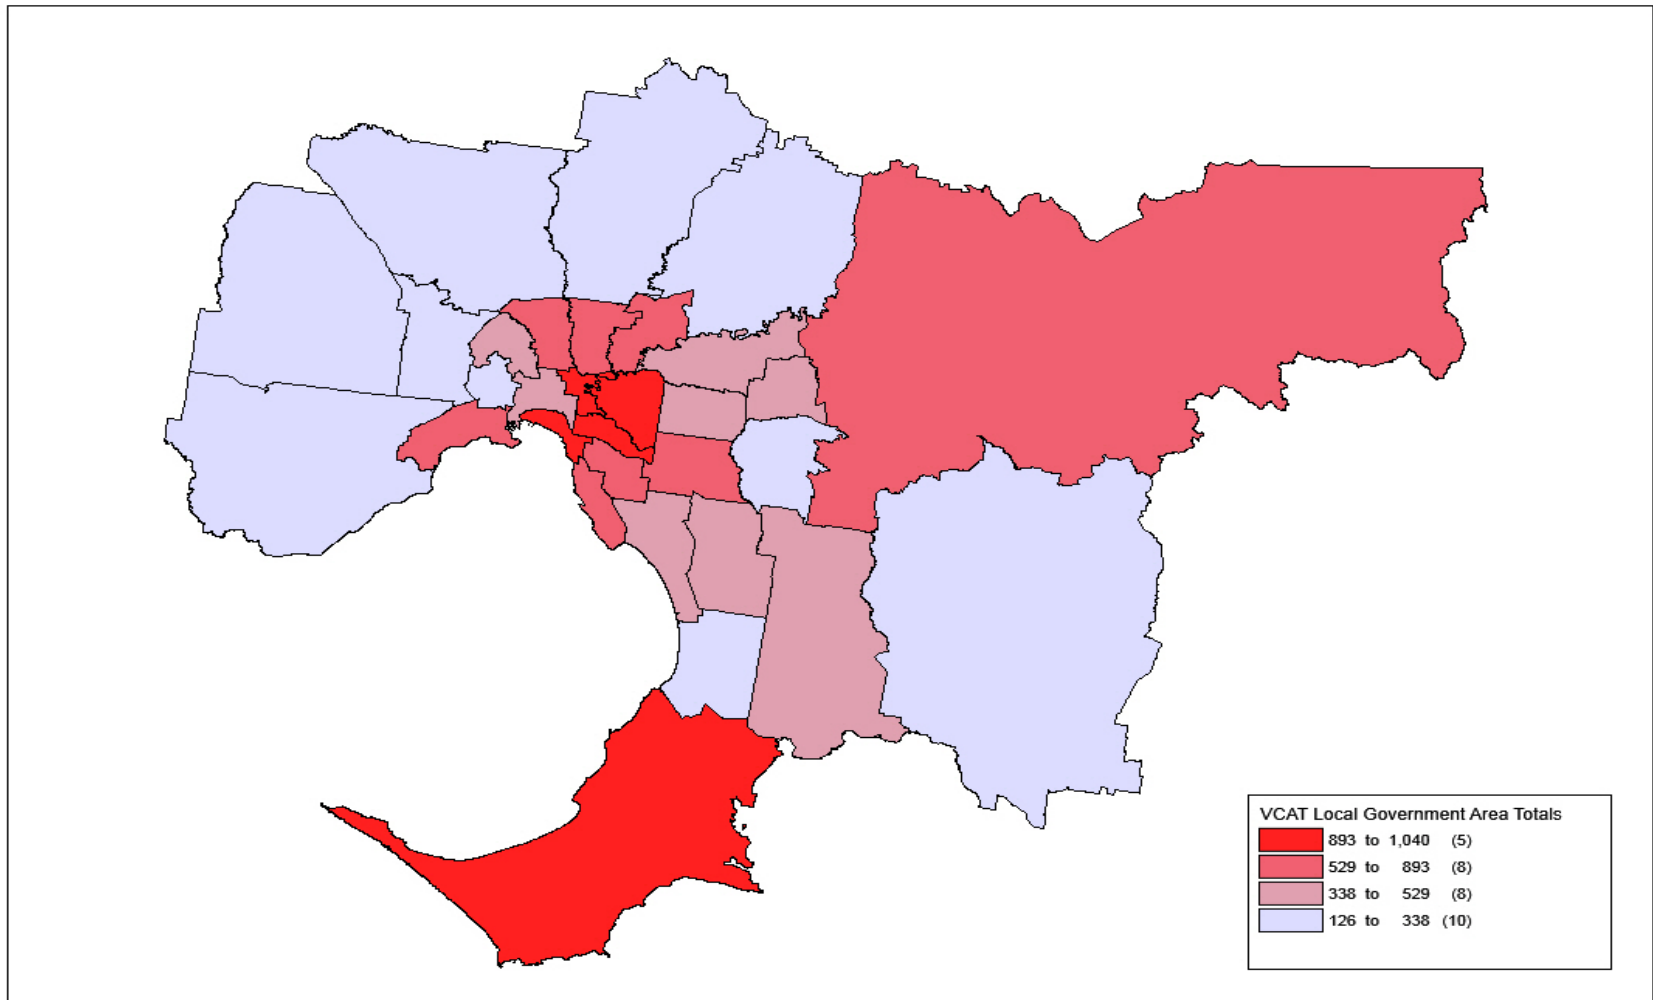 VCAT Local Government Area Totals
893 to 1,040 (5)
529 to 893 (8)
338 to 529 (8)
126 to 338 (10)